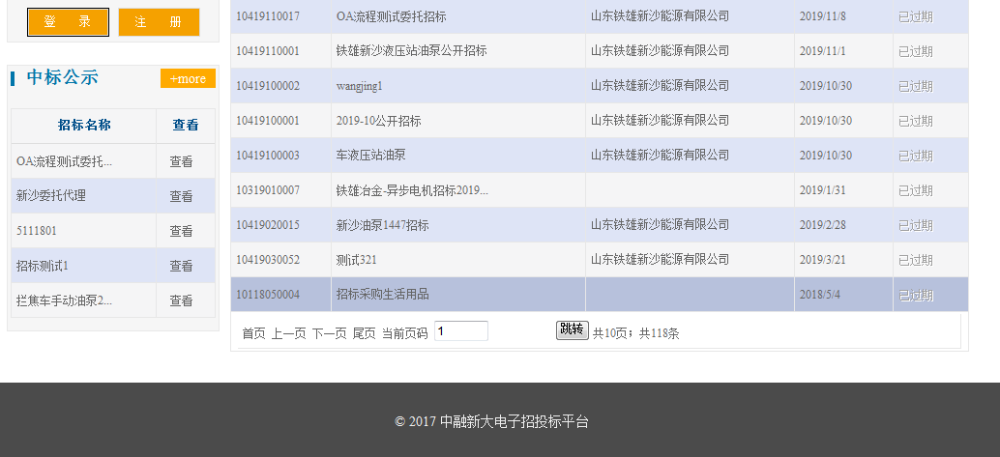 登 录 注 册
中标公示 +more
招标名称 查看
OA流程测试委托... 查看
新沙委托代理 查看
5111801 查看
招标测试1 查看
拦焦车手动油泵2... 查看
10419110017 OA流程测试委托招标 山东铁雄新沙能源有限公司 2019/11/8 已过期
10419110001 铁雄新沙液压站油泵公开招标 山东铁雄新沙能源有限公司 2019/11/1 已过期
10419100002 wangjing1 山东铁雄新沙能源有限公司 2019/10/30 已过期
10419100001 2019-10公开招标 山东铁雄新沙能源有限公司 2019/10/30 已过期
10419100003 车液压站油泵 山东铁雄新沙能源有限公司 2019/10/30 已过期
10319010007 铁雄冶金-异步电机招标2019... 2019/1/31 已过期
10419020015 新沙油泵1447招标 山东铁雄新沙能源有限公司 2019/2/28 已过期
10419030052 测试321 山东铁雄新沙能源有限公司 2019/3/21 已过期
10118050004 招标采购生活用品 2018/5/4 已过期
首页 上一页 下一页 尾页 当前页码 1 跳转 共10页；共118条
© 2017 中融新大电子招投标平台